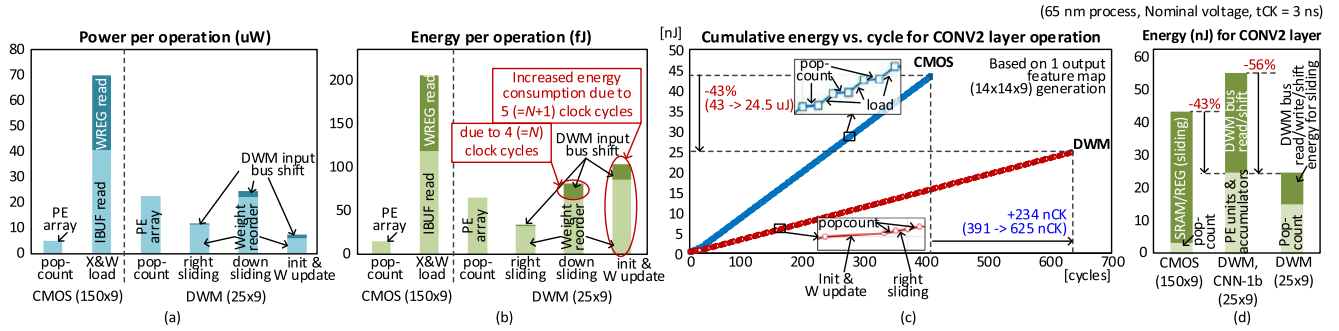 (65 nm process, Nominal voltage, tCK = 3 ns)
Power per operation (uW)
80
70
60
50
40
30
20
10
0
WREG read
IBUF read
PE
array
PE
array
DWM input
bus shift
Weight
reorder
pop-
count
X&W
load
pop-
count
right
sliding
down
sliding
init &
W update
CMOS (150x9)
DWM (25x9)
(a)
Energy per operation (fJ)
200
150
100
50
0
WREG read
IBUF read
PE
array
PE
array
Increased energy
consumption due to
5 (=N+1) clock cycles
due to 4 (=N)
clock cycles
DWM input
bus shift
Weight
reorder
pop-
count
X&W
load
pop-
count
right
sliding
down
sliding
init &
W update
CMOS (150x9)
DWM (25x9)
(b)
[nJ]
Cumulative energy vs. cycle for CONV2 layer operation
50
45
40
35
30
25
20
15
10
5
0
-43%
(43 -> 24.5 uJ)
pop-
count
load
CMOS
Based on 1 output
feature map
(14x14x9) generation
DWM
popcount
Init &
W update
right
sliding
+234 nCK
(391 -> 625 nCK)
0
100
200
300
400
500
600
700
[cycles]
(c)
Energy (nJ) for CONV2 layer
60
50
40
30
20
10
0
-43%
-56%
SRAM/REG (sliding)
pop-
count
DWM bus
read/shift
PE units &
accumulators
DWM bus
read/write/shift
energy for sliding
Pop-
count
CMOS
(150x9)
DWM,
CNN-1b
(25x9)
DWM
(25x9)
(d)